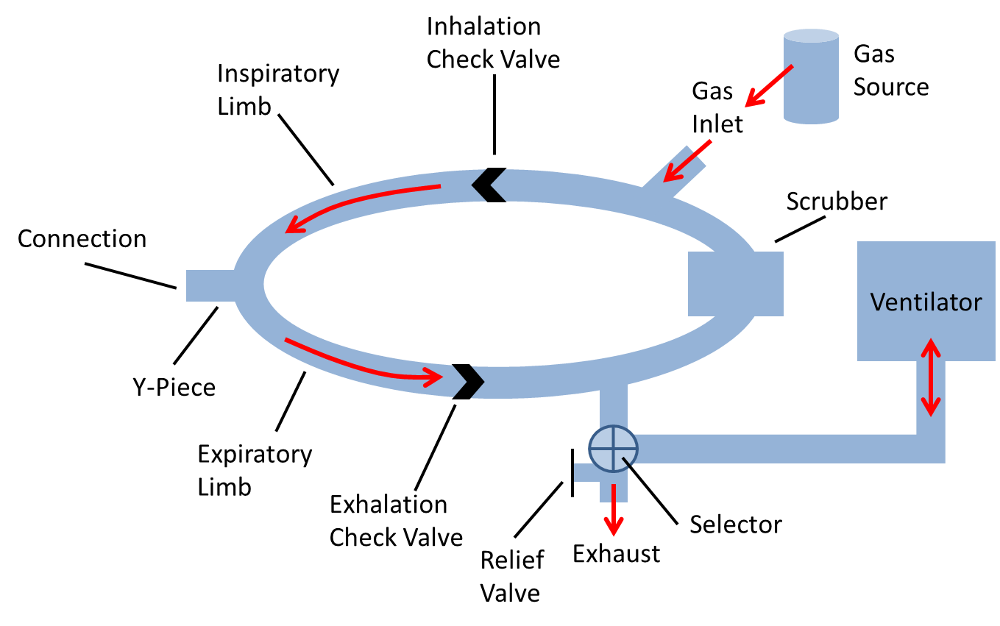 Inhalation
Check Valve
Inspiratory
Limb
Gas
Source
Gas
Inlet
Scrubber
Connection
Ventilator
Y-Piece
Expiratory
Limb
Exhalation
Check Valve
Selector
Relief
Valve
Exhaust